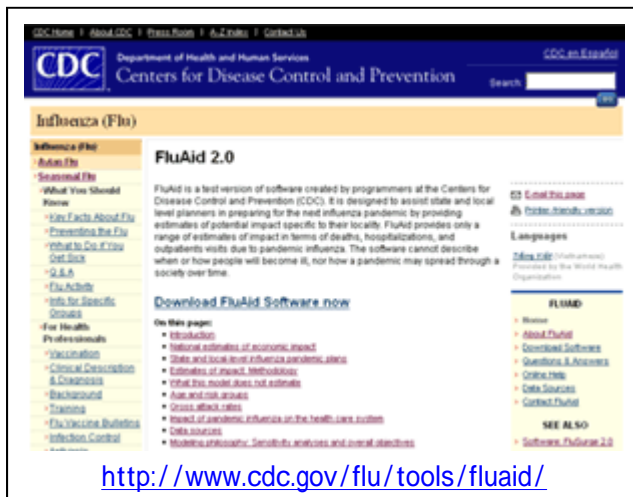 CDC Home | About CDC | Press Room | A-Z Index | Contact Us
CDC
Department of Health and Human Services
Centers for Disease Control and Prevention
CDC en Español
Search:
Influenza (Flu)
Influenza (Flu)
Avian Flu
Seasonal Flu
What You Should
Know
Key Facts About Flu
Preventing the Flu
What to Do If You
Get Sick
Q & A
Flu Activity
Info for Specific
Groups
For Health
Professionals
Vaccination
Clinical Description
& Diagnosis
Background
Training
Flu Vaccine Bulletins
Infection Control
FluAid 2.0
FluAid is a test version of software created by programmers at the Centers for
Disease Control and Prevention (CDC). It is designed to assist state and local
level planners in preparing for the next influenza pandemic by providing
estimates of potential impact specific to their locality. FluAid provides only a
range of estimates of impact in terms of deaths, hospitalizations, and
outpatients visits due to pandemic influenza. The software cannot describe
when or how people will become ill, nor how a pandemic may spread through a
society over time.
Download FluAid Software now
On this page:
Introduction
National estimates of economic impact
State and local-level influenza pandemic plans
Estimates of impact: Methodology
What this model does not estimate
Age and risk groups
Gross attack rates
Impact of pandemic influenza on the health care system
Data sources
Modeling philosophy: Sensitivity analyses and overall objectives
E-mail this page
Printer-friendly version
Languages
Tiếng Việt (Vietnamese)
Provided by the World Health
Organization
FLUAID
Home
About FluAid
Download Software
Questions & Answers
Online Help
Data Sources
Contact FluAid
SEE ALSO
Software: FluSurge 2.0
http://www.cdc.gov/flu/tools/fluaid/